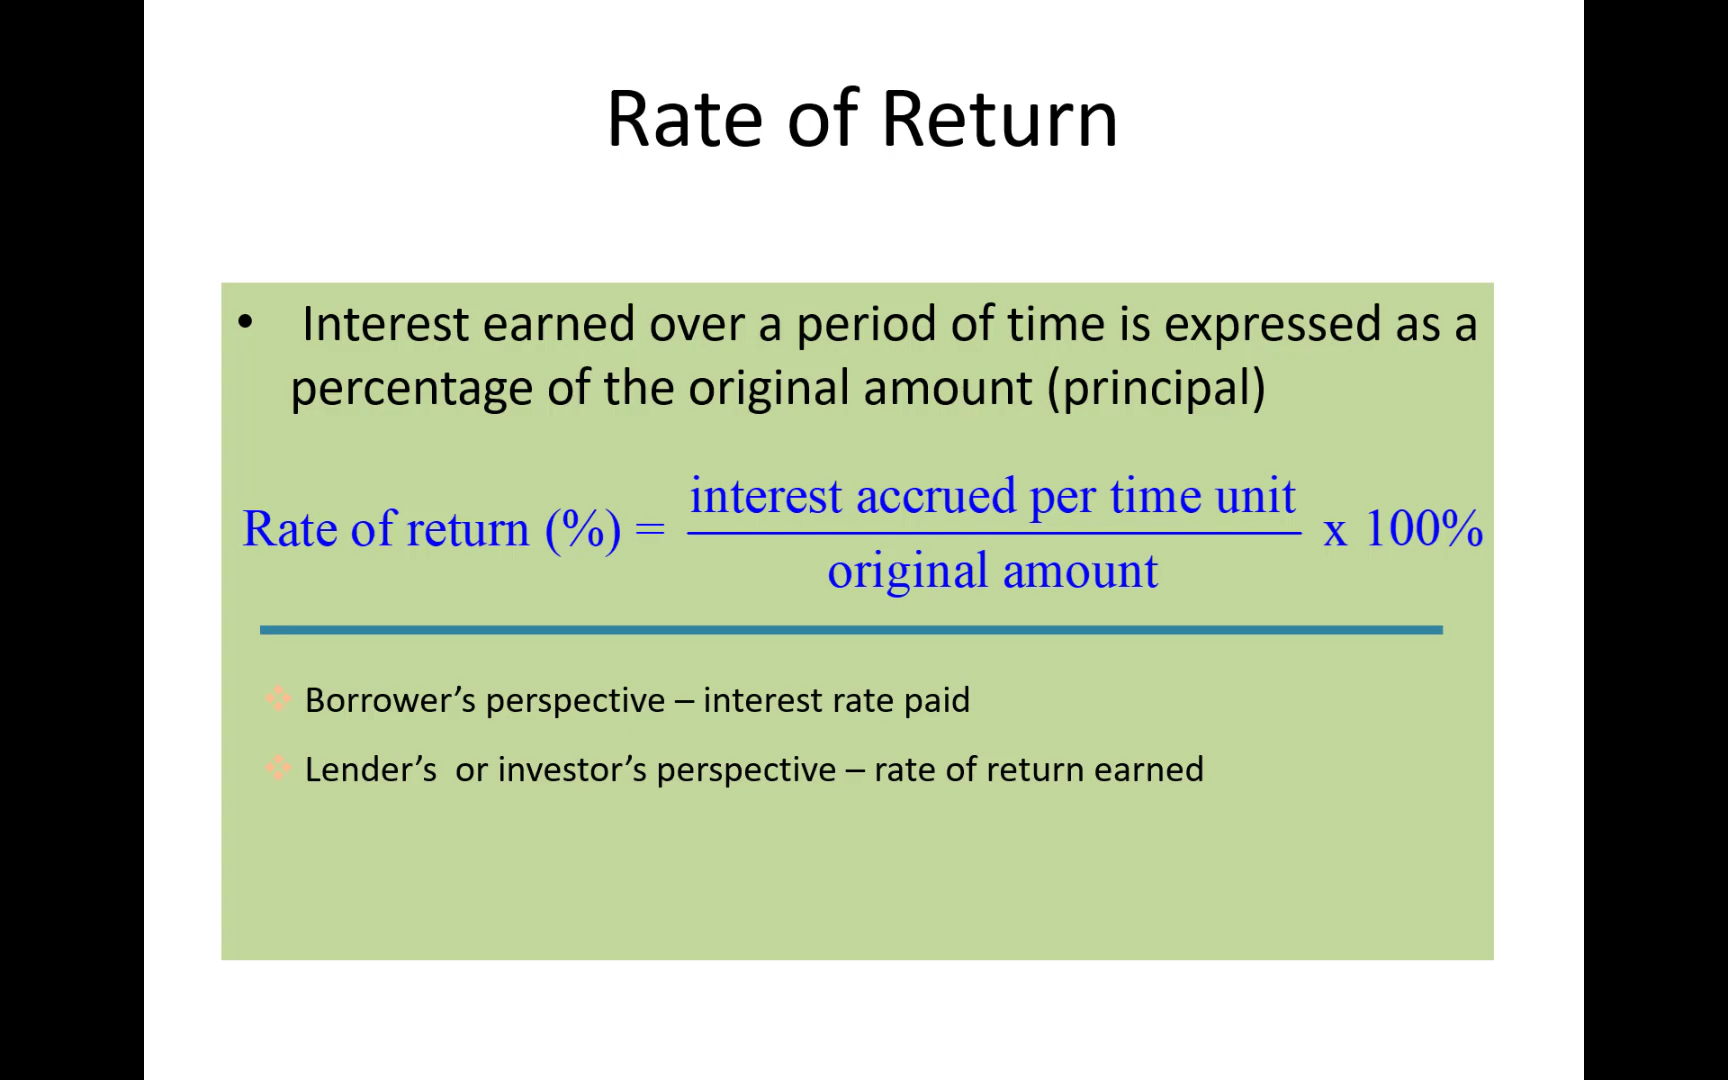 Rate of Return
• Interest earned over a period of time is expressed as a
percentage of the original amount (principal)
Rate of return (%) = interest accrued per time unit / original amount x 100%
❖ Borrower’s perspective – interest rate paid
❖ Lender’s or investor’s perspective – rate of return earned